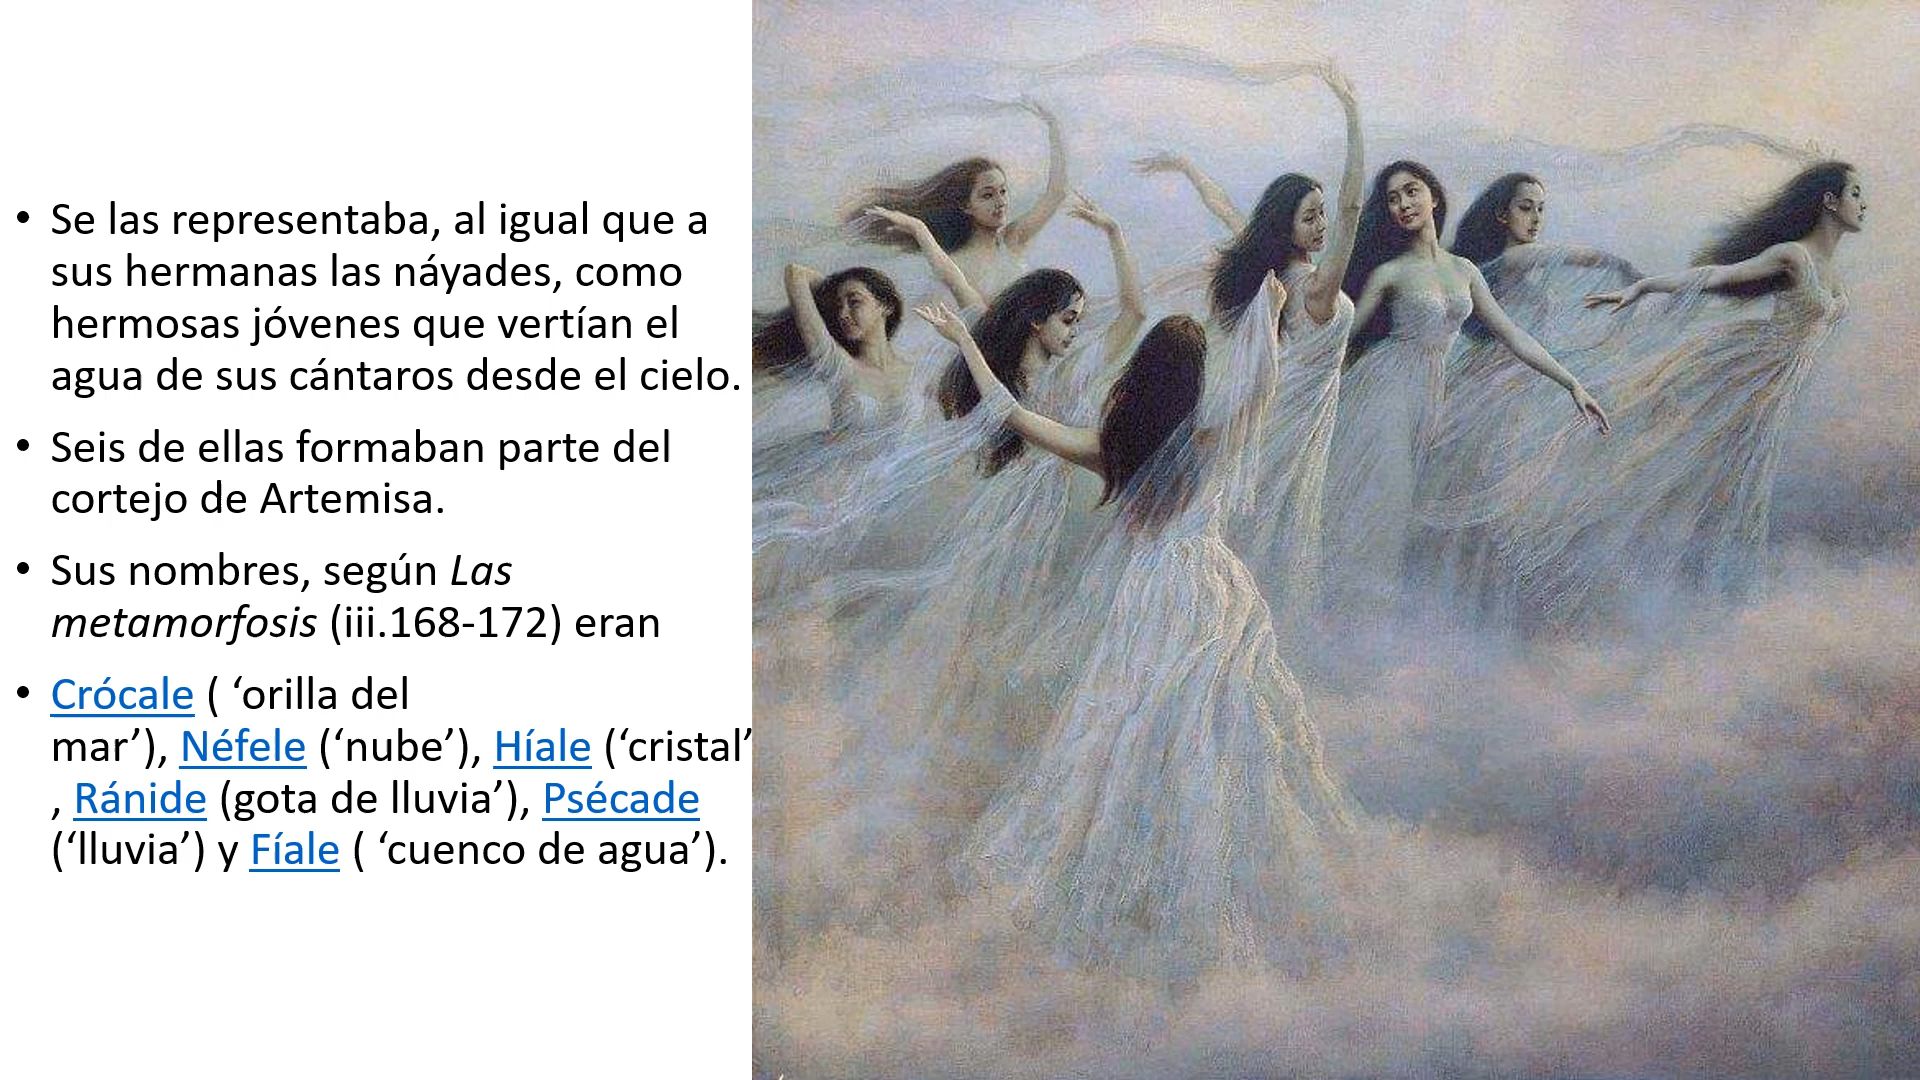 • Se las representaba, al igual que a
sus hermanas las náyades, como
hermosas jóvenes que vertían el
agua de sus cántaros desde el cielo.
• Seis de ellas formaban parte del
cortejo de Artemisa.
• Sus nombres, según Las
metamorfosis (iii.168-172) eran
• Crócale ( ‘orilla del
mar’), Néfele (‘nube’), Híale (‘cristal’
, Ránide (gota de lluvia’), Psécade
(‘lluvia’) y Fíale ( ‘cuenco de agua’).